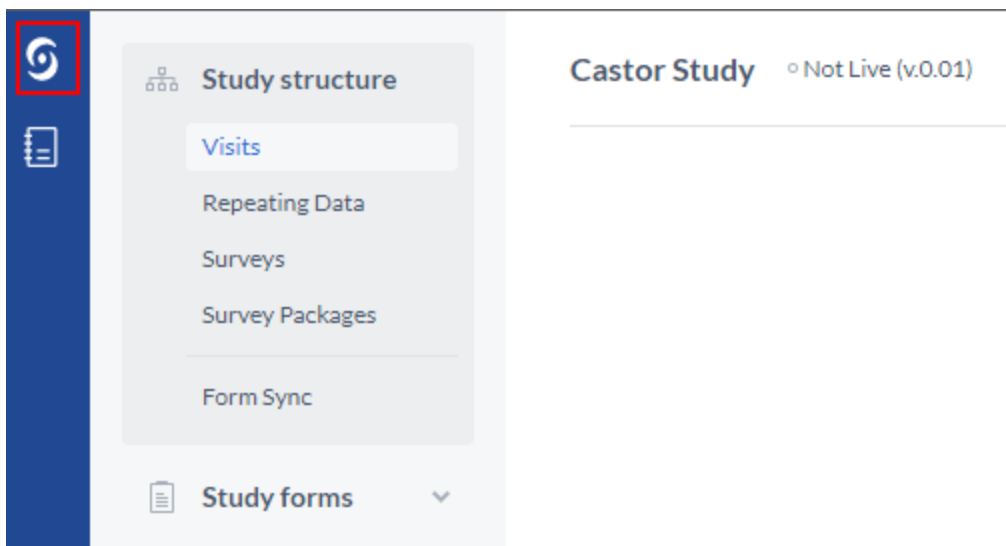 Study structure
Visits
Repeating Data
Surveys
Survey Packages
Form Sync
Study forms
Castor Study Not Live (v.0.01)